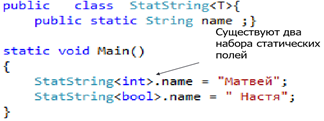 public class StatString<T>{
public static String name ;}
Существуют два
набора статических
полей
static void Main()
{
StatString<int>.name = "Матвей";
StatString<bool>.name = " Настя";
}